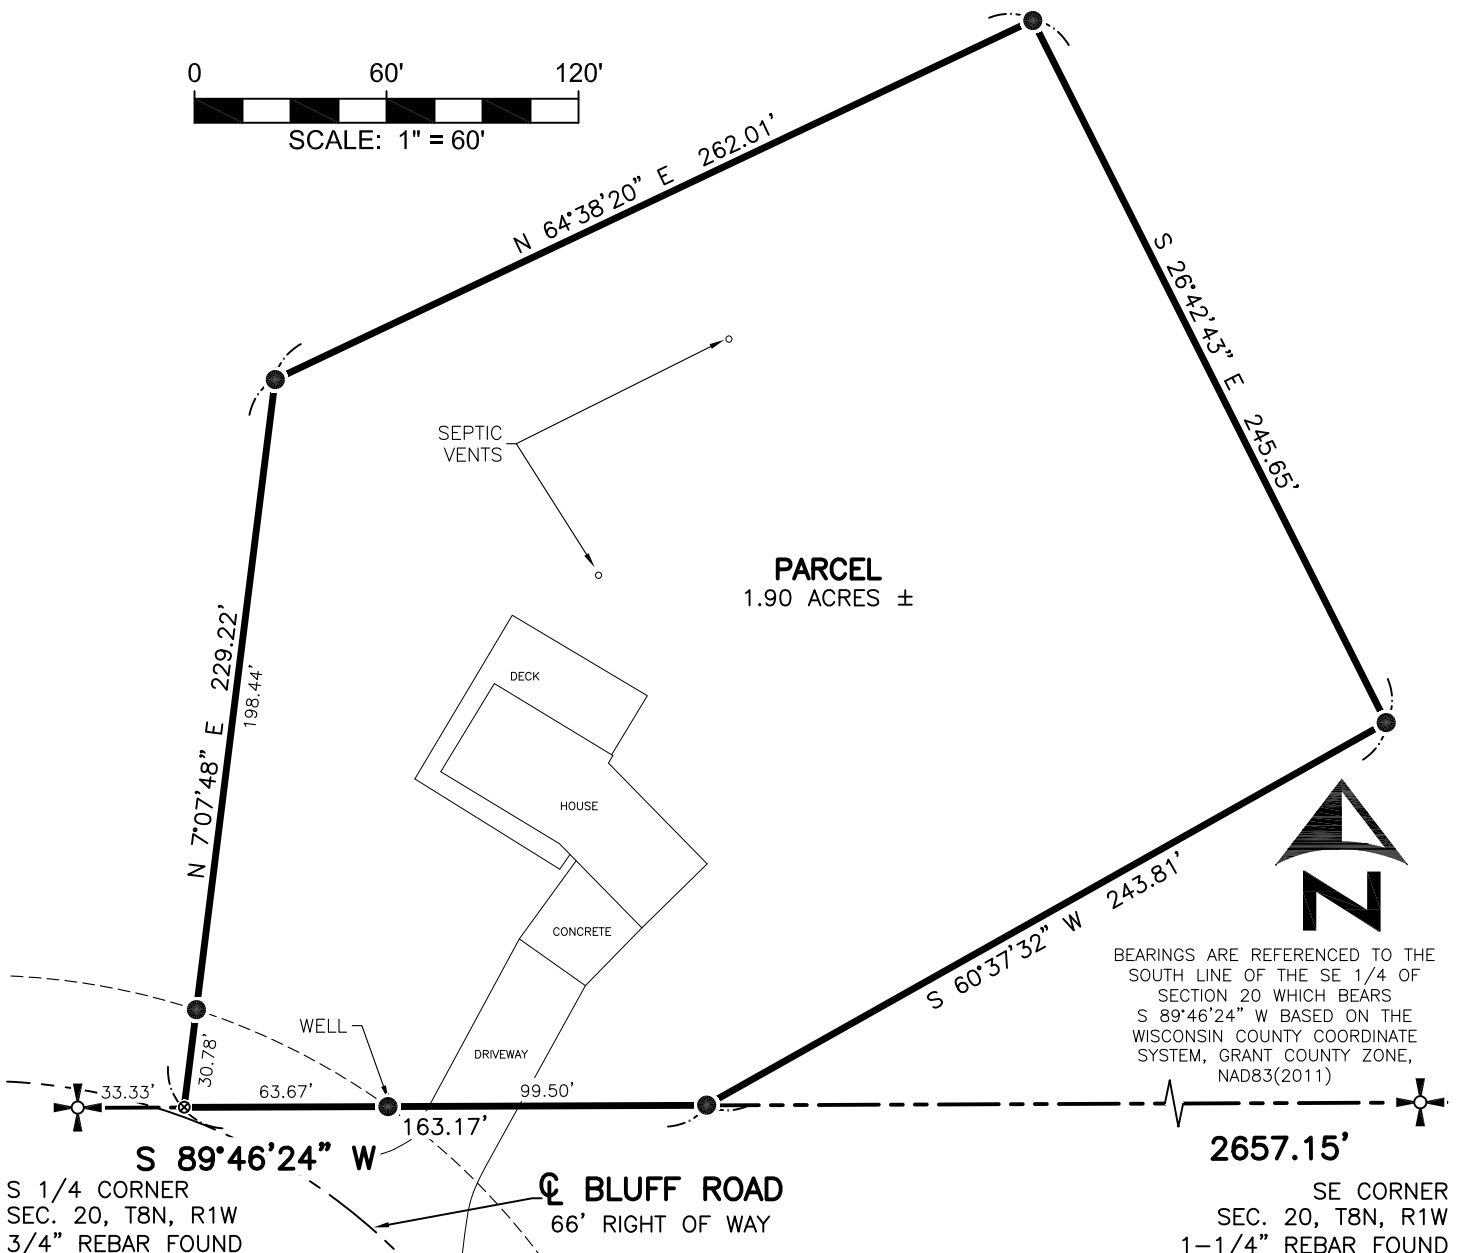 0 60' 120'
SCALE: 1" = 60'
N 64°38'20" E 262.01'
S 26°42'43" E 245.65'
SEPTIC
VENTS
PARCEL
1.90 ACRES ±
N 7°07'48" E 229.22'
198.44'
DECK
HOUSE
CONCRETE
DRIVEWAY
S 60°37'32" W 243.81'
N
BEARINGS ARE REFERENCED TO THE
SOUTH LINE OF THE SE 1/4 OF
SECTION 20 WHICH BEARS
S 89°46'24" W BASED ON THE
WISCONSIN COUNTY COORDINATE
SYSTEM, GRANT COUNTY ZONE,
NAD83(2011)
WELL
30.78'
33.33'
63.67'
99.50'
163.17'
S 89°46'24" W
2657.15'
S 1/4 CORNER
SEC. 20, T8N, R1W
3/4" REBAR FOUND
℄ BLUFF ROAD
66' RIGHT OF WAY
SE CORNER
SEC. 20, T8N, R1W
1-1/4" REBAR FOUND